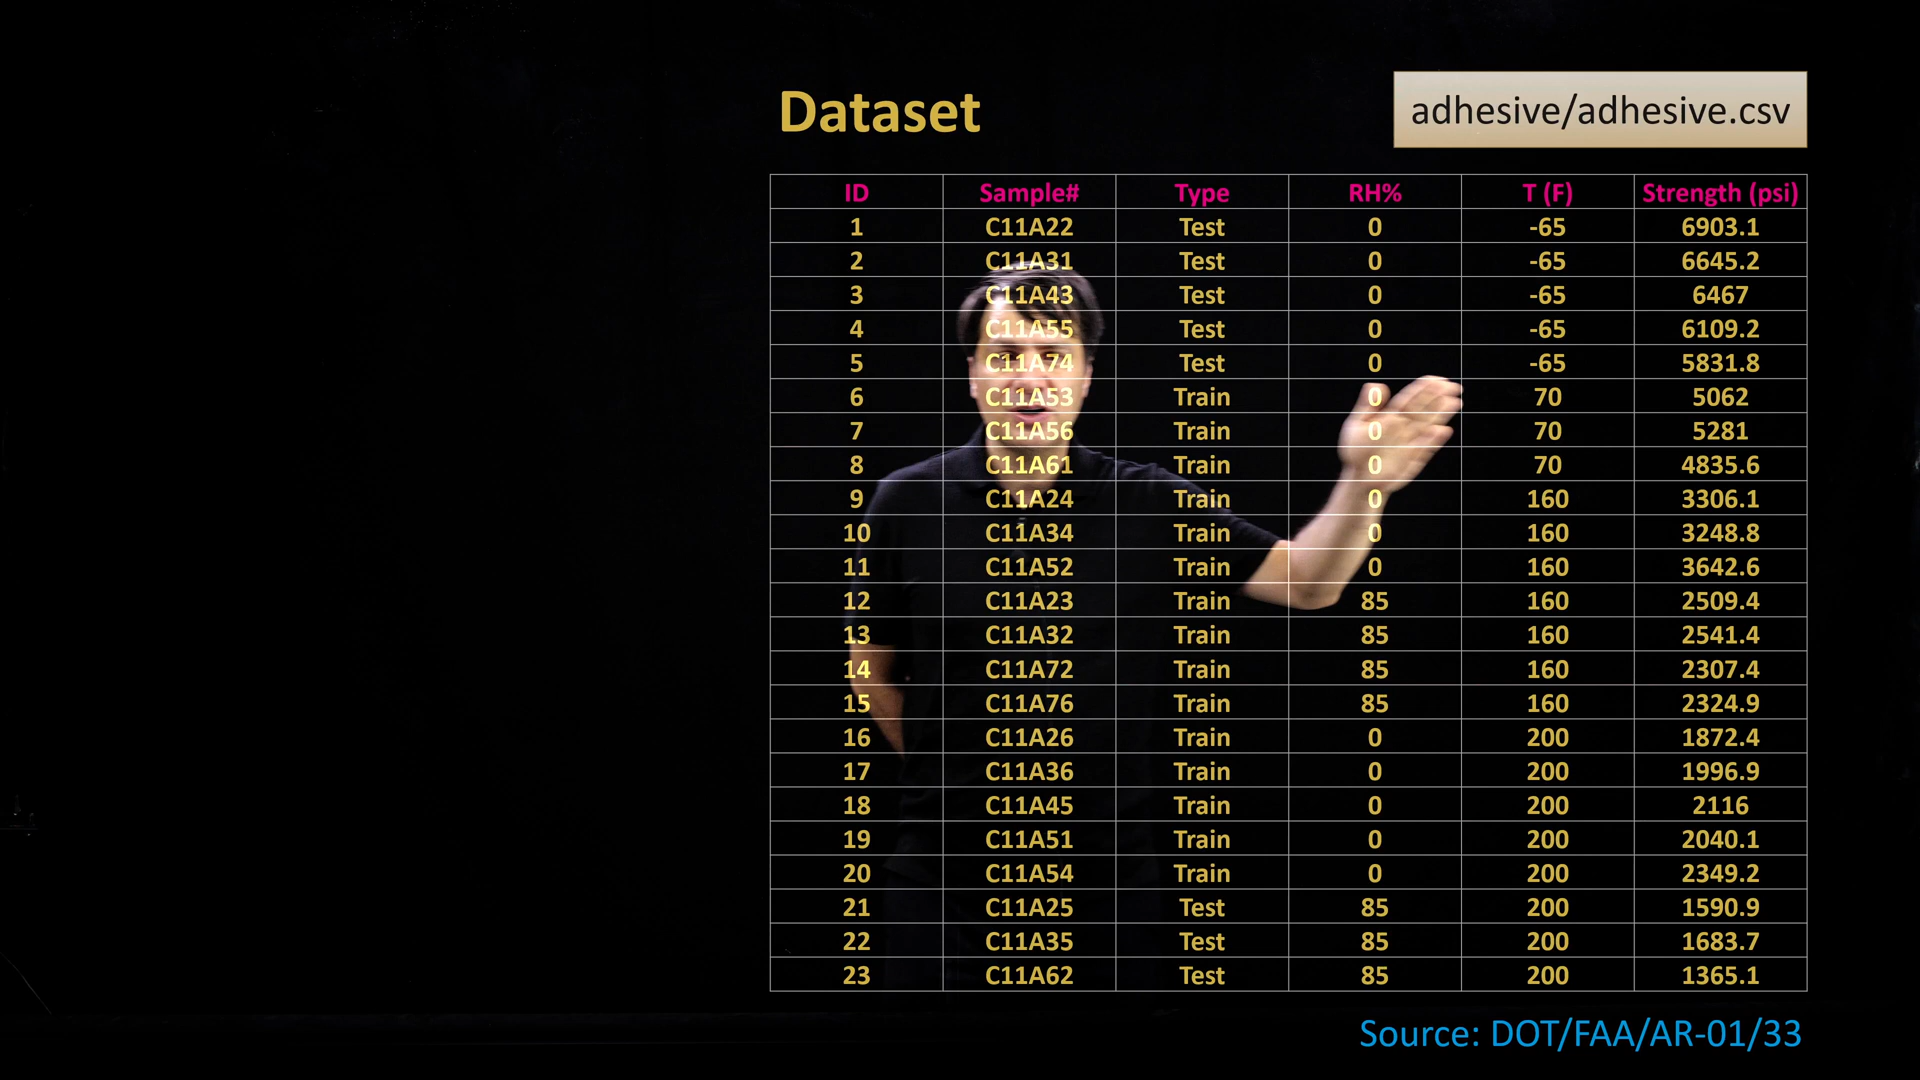 Dataset
adhesive/adhesive.csv
ID Sample# Type RH% T (F) Strength (psi)
1 C11A22 Test 0 -65 6903.1
2 C11A31 Test 0 -65 6645.2
3 C11A43 Test 0 -65 6467
4 C11A55 Test 0 -65 6109.2
5 C11A74 Test 0 -65 5831.8
6 C11A53 Train 0 70 5062
7 C11A56 Train 0 70 5281
8 C11A61 Train 0 70 4835.6
9 C11A24 Train 0 160 3306.1
10 C11A34 Train 0 160 3248.8
11 C11A52 Train 0 160 3642.6
12 C11A23 Train 85 160 2509.4
13 C11A32 Train 85 160 2541.4
14 C11A72 Train 85 160 2307.4
15 C11A76 Train 85 160 2324.9
16 C11A26 Train 0 200 1872.4
17 C11A36 Train 0 200 1996.9
18 C11A45 Train 0 200 2116
19 C11A51 Train 0 200 2040.1
20 C11A54 Train 0 200 2349.2
21 C11A25 Test 85 200 1590.9
22 C11A35 Test 85 200 1683.7
23 C11A62 Test 85 200 1365.1
Source: DOT/FAA/AR-01/33